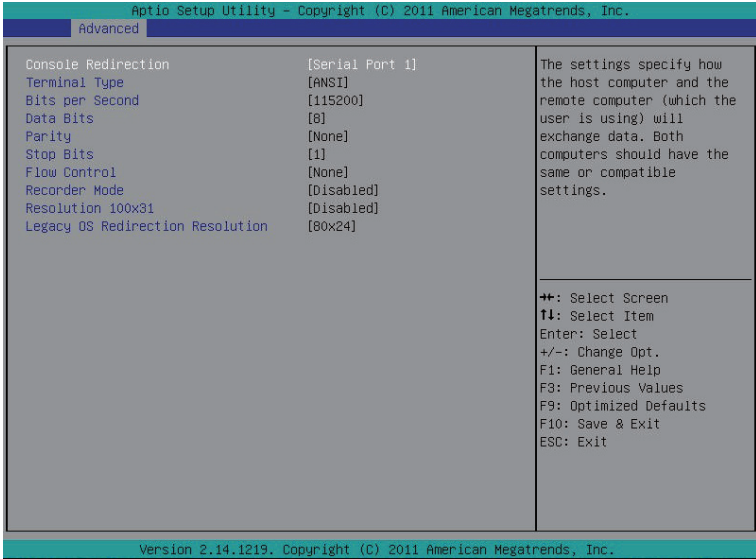 Aptio Setup Utility – Copyright (C) 2011 American Megatrends, Inc.
Advanced
Console Redirection [Serial Port 1]
Terminal Type [ANSI]
Bits per Second [115200]
Data Bits [8]
Parity [None]
Stop Bits [1]
Flow Control [None]
Recorder Mode [Disabled]
Resolution 100x31 [Disabled]
Legacy OS Redirection Resolution [80x24]
The settings specify how
the host computer and the
remote computer (which the
user is using) will
exchange data. Both
computers should have the
same or compatible
settings.
→←: Select Screen
↑↓: Select Item
Enter: Select
+/-: Change Opt.
F1: General Help
F3: Previous Values
F9: Optimized Defaults
F10: Save & Exit
ESC: Exit
Version 2.14.1219. Copyright (C) 2011 American Megatrends, Inc.